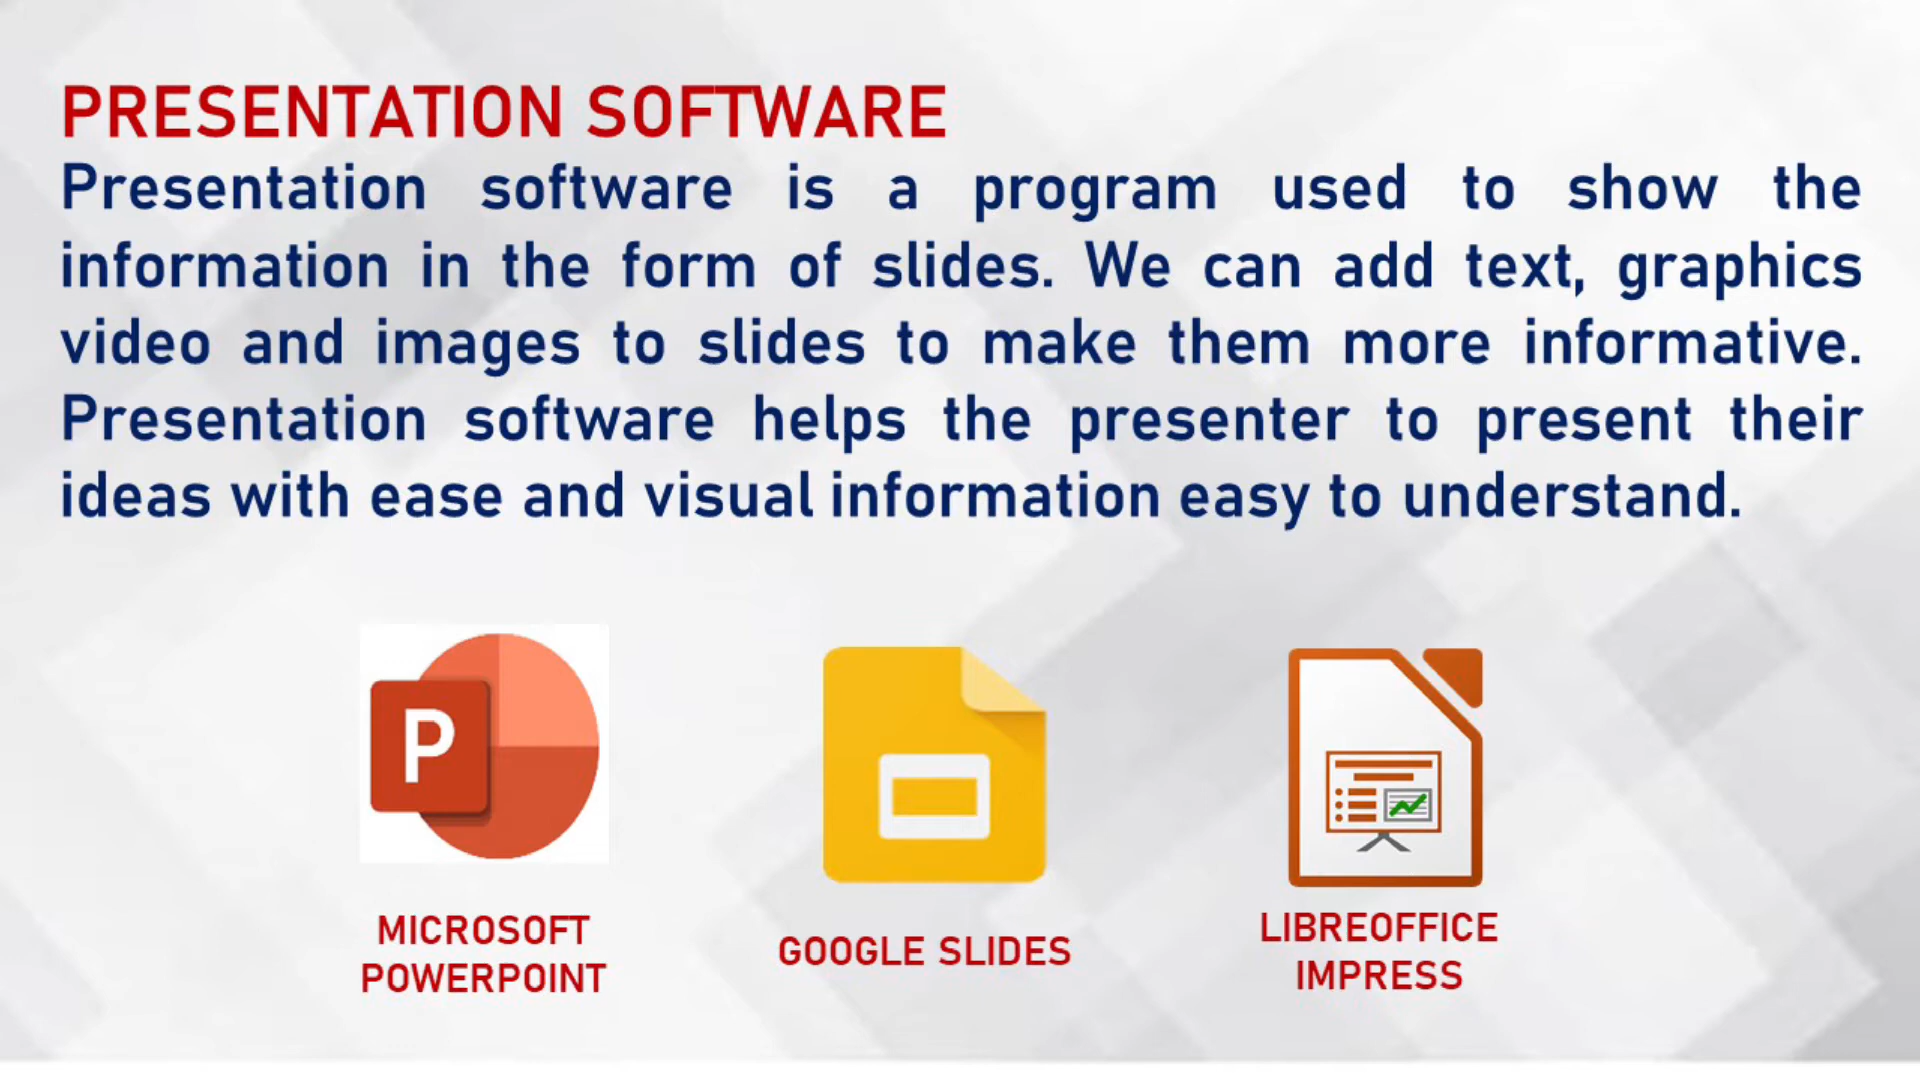 PRESENTATION SOFTWARE
Presentation software is a program used to show the
information in the form of slides. We can add text, graphics
video and images to slides to make them more informative.
Presentation software helps the presenter to present their
ideas with ease and visual information easy to understand.
P
MICROSOFT
POWERPOINT
GOOGLE SLIDES
LIBREOFFICE
IMPRESS